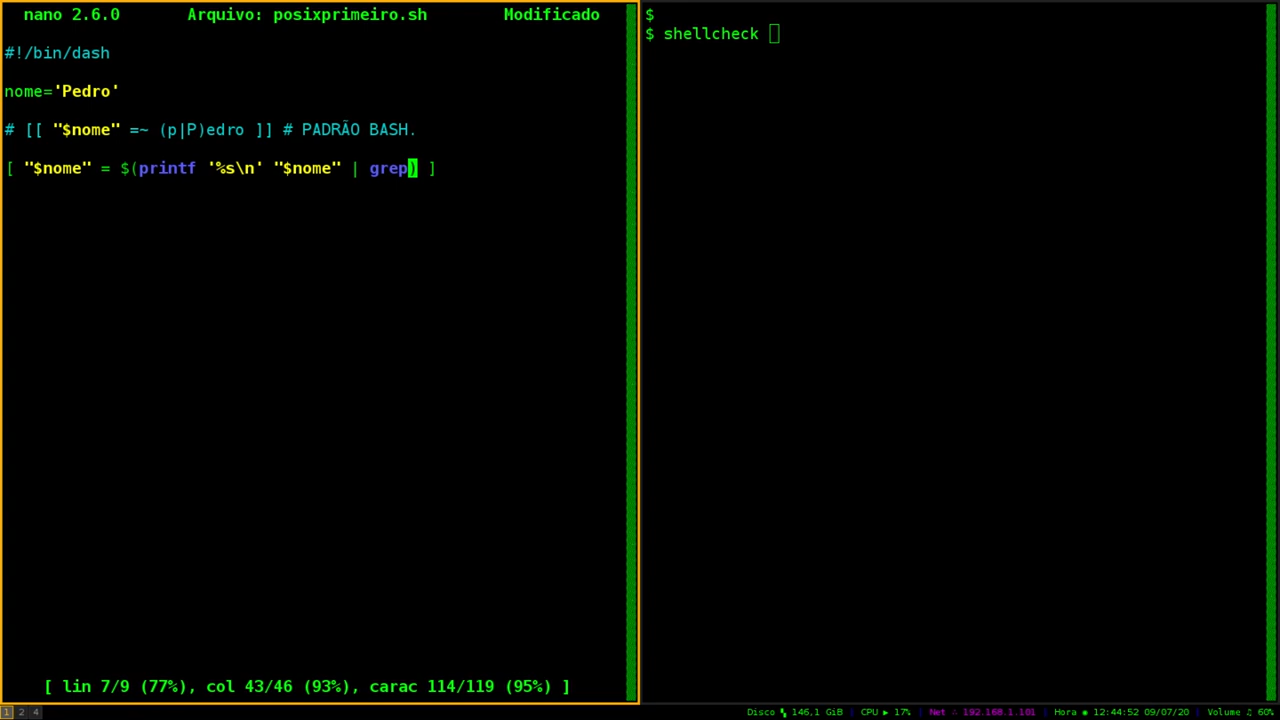 nano 2.6.0 Arquivo: posixprimeiro.sh Modificado
#!/bin/dash
nome='Pedro'
# [[ "$nome" =~ (p|P)edro ]] # PADRÃO BASH.
[ "$nome" = $(printf '%s\n' "$nome" | grep) ]
[ lin 7/9 (77%), col 43/46 (93%), carac 114/119 (95%) ]
$
$ shellcheck
1 2 4 Disco 146,1 GiB | CPU ▶ 17% | Net 192.168.1.101 | Hora ◉ 12:44:52 09/07/20 | Volume ♫ 60%